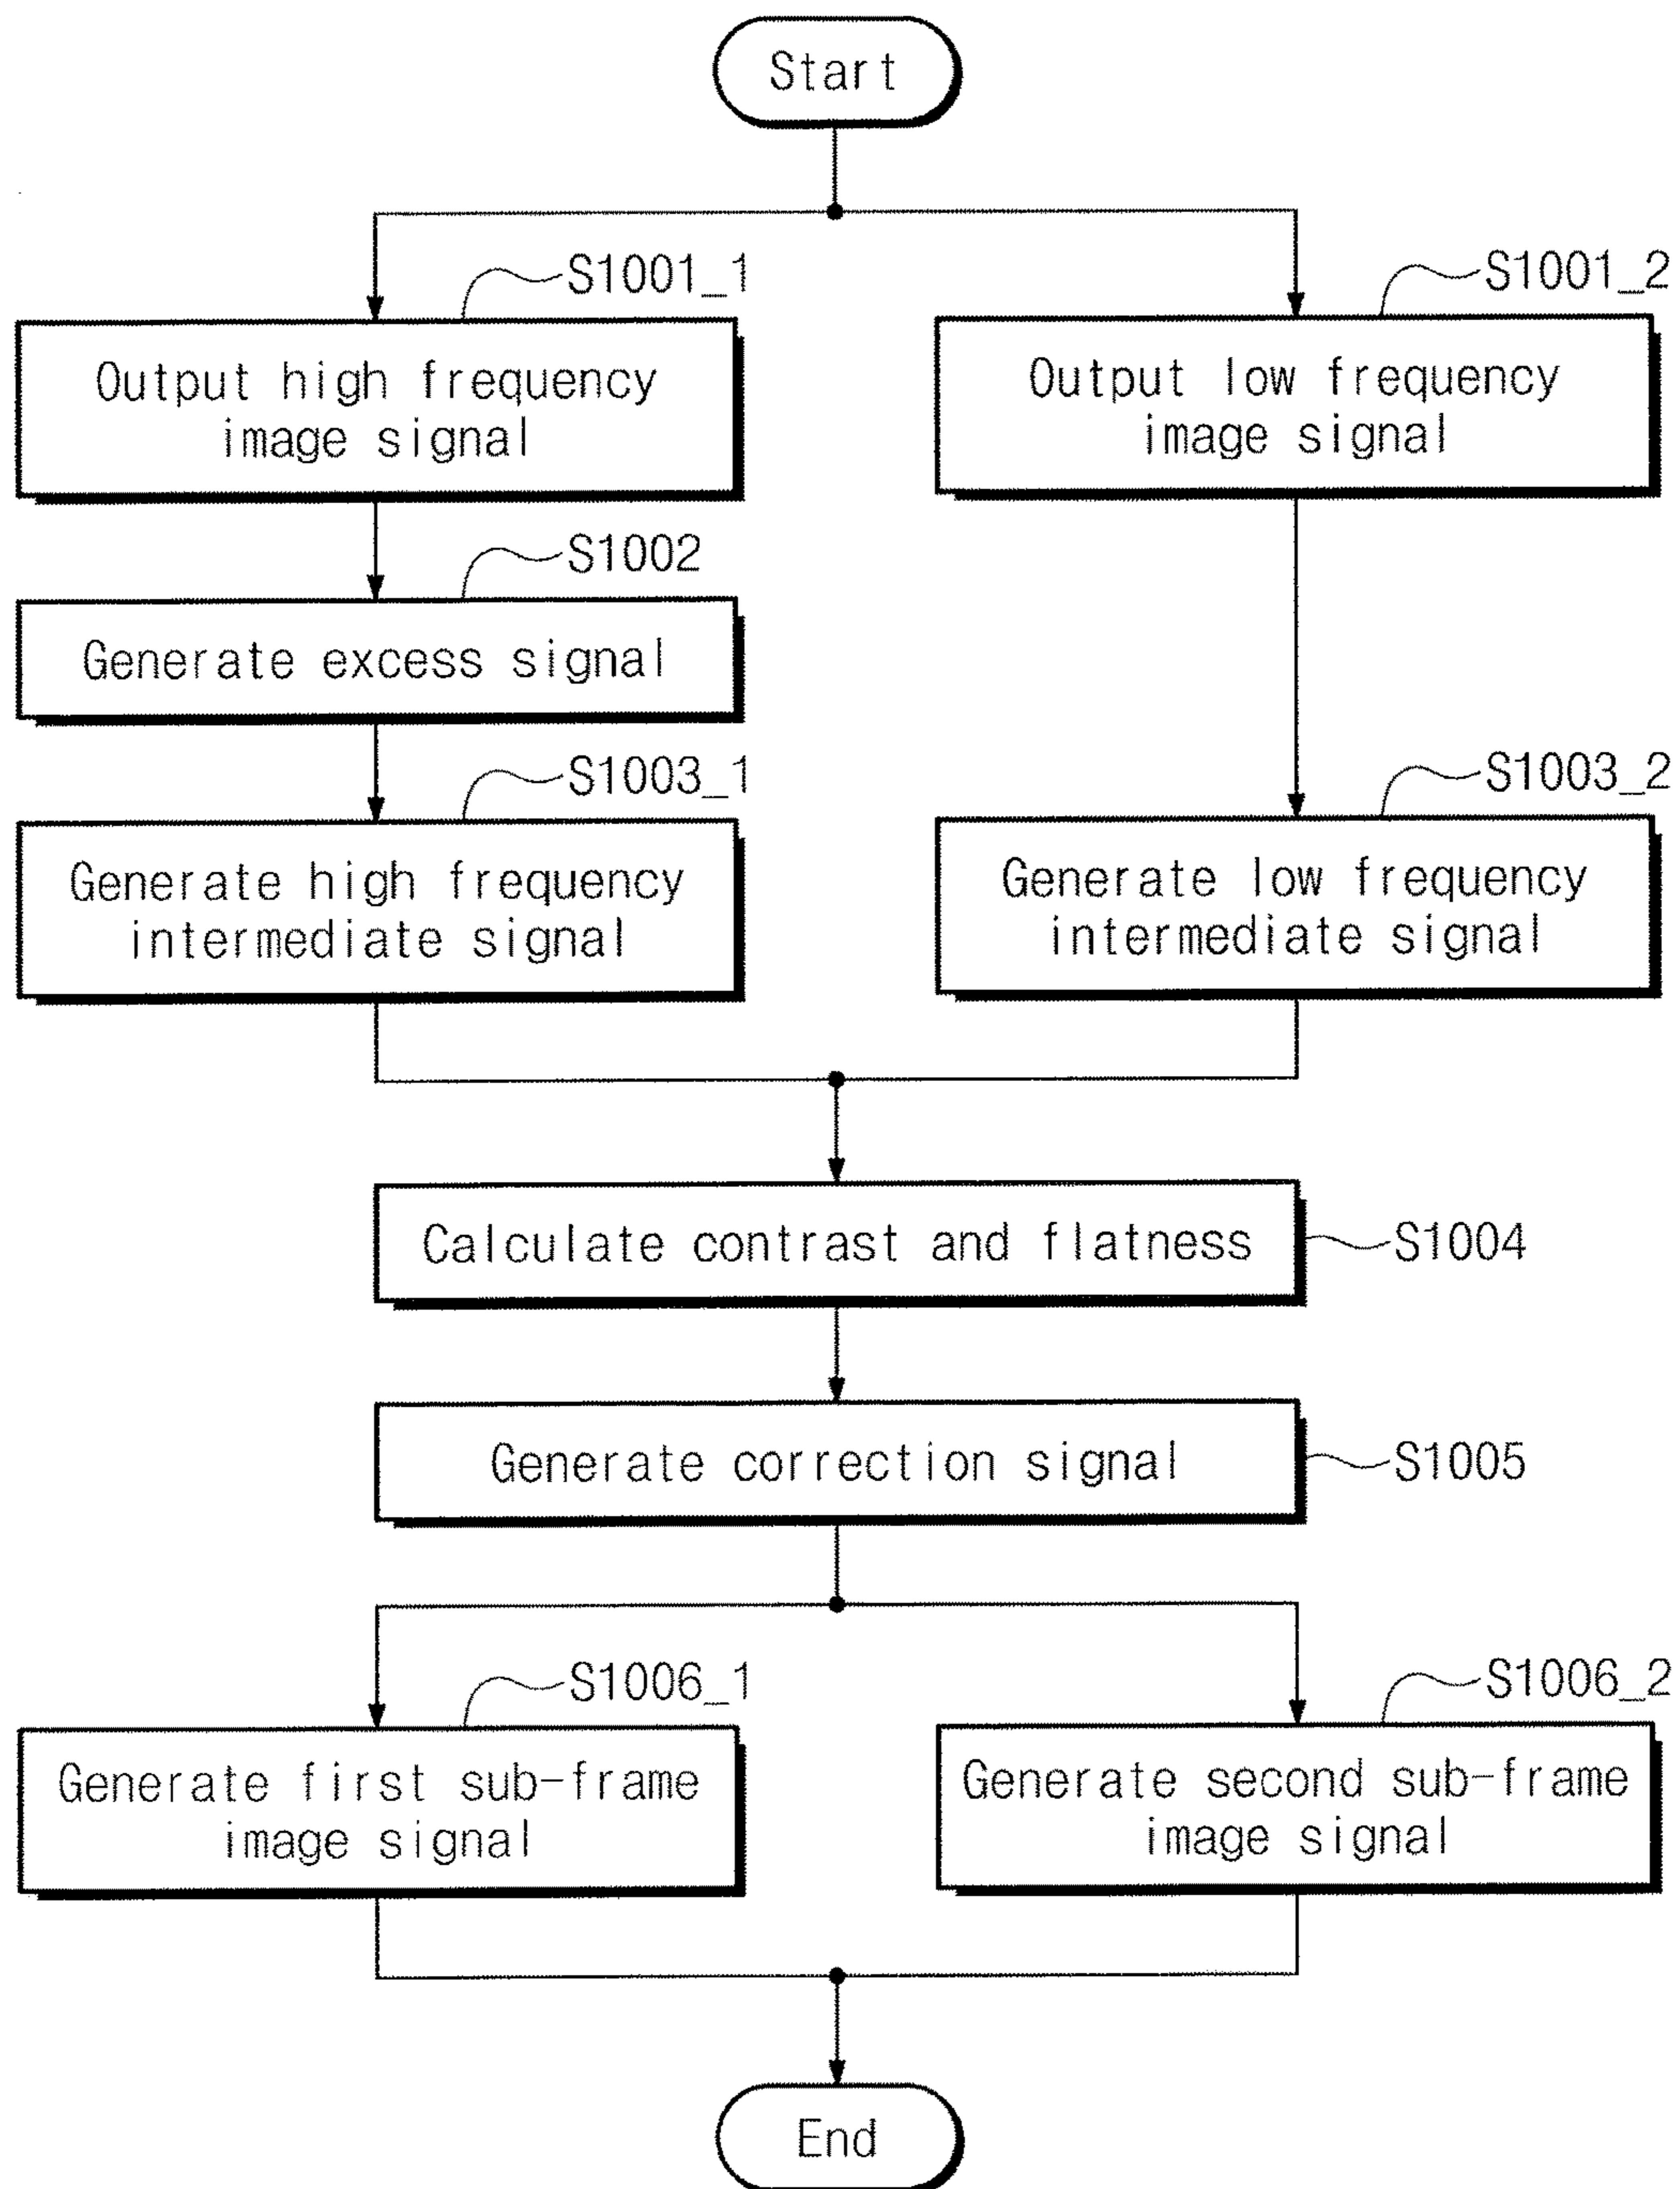 Start
S1001_1
S1001_2
Output high frequency
image signal
Output low frequency
image signal
S1002
Generate excess signal
S1003_1
S1003_2
Generate high frequency
intermediate signal
Generate low frequency
intermediate signal
Calculate contrast and flatness
S1004
Generate correction signal
S1005
S1006_1
S1006_2
Generate first sub-frame
image signal
Generate second sub-frame
image signal
End